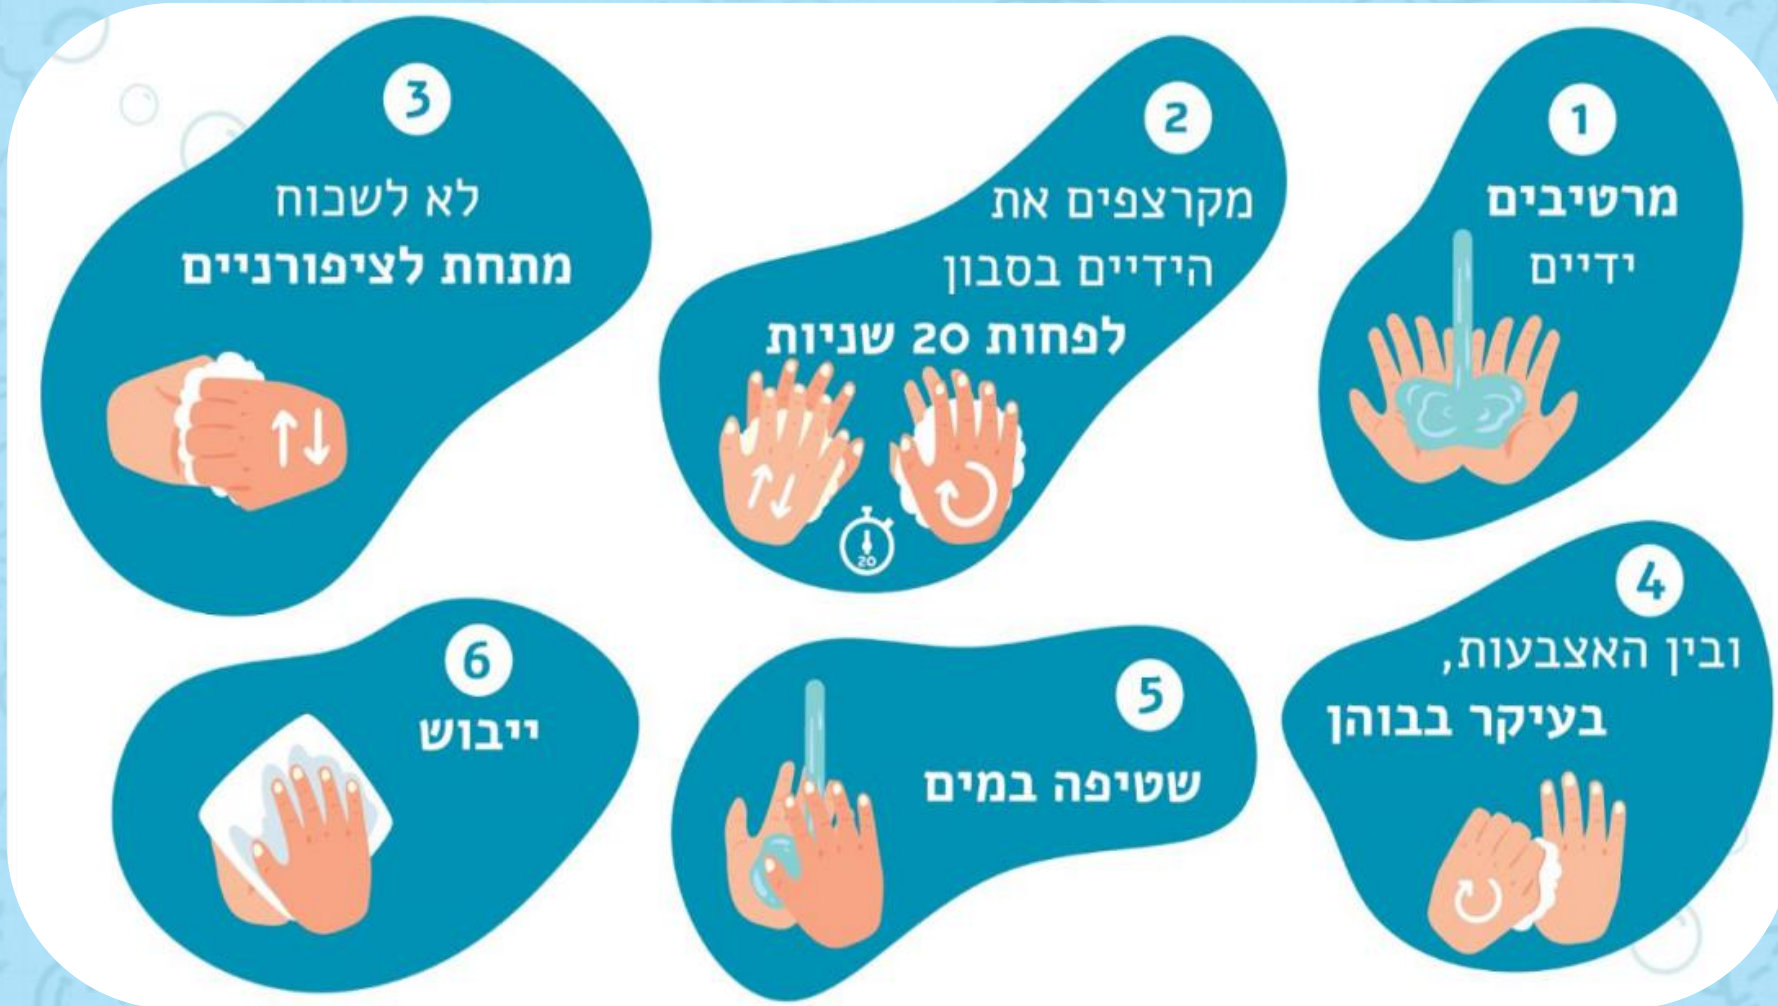 1
מרטיבים
ידיים
2
מקרצפים את
הידיים בסבון
לפחות 20 שניות
20
3
לא לשכוח
מתחת לציפורניים
4
ובין האצבעות,
בעיקר בבוהן
5
שטיפה במים
6
ייבוש